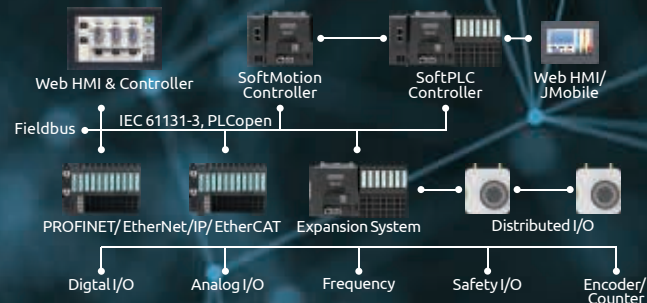 Web HMI & Controller
SoftMotion
Controller
SoftPLC
Controller
Web HMI/
JMobile
Fieldbus
IEC 61131-3, PLCopen
PROFINET/EtherNet/IP/EtherCAT
Expansion System
Distributed I/O
Digtal I/O
Analog I/O
Frequency
Safety I/O
Encoder/
Counter